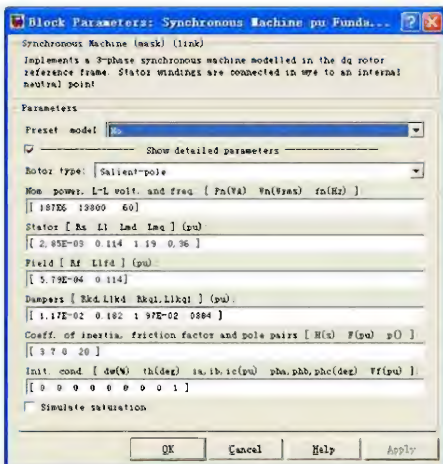 Block Parameters: Synchronous Machine pu Funda...
Synchronous Machine (mask) (link)
Implements a 3-phase synchronous machine modelled in the dq rotor
reference frame. Stator windings are connected in wye to an internal
neutral point
Parameters
Preset model No
Show detailed parameters
Rotor type: Salient-pole
Nom power, L-L volt. and freq [ Pn(VA) Vn(Vrms) fn(Hz) ]
[ 187E6 13800 60]
Stator [ Rs Ll Lmd Lmq ] (pu)
[ 2.85E-03 0.114 1 19 0.36 ]
Field [ Rf Llfd ] (pu)
[ 5.79E-04 0.114]
Dampers [ Rkd,Llkd Rkq1,Llkq1 ] (pu)
[ 1.17E-02 0.182 1 97E-02 0384 ]
Coeff. of inertia, friction factor and pole pairs [ H(s) F(pu) p() ]
[ 3 7 0 20 ]
Init. cond [ dw(%) th(deg) ia,ib,ic(pu) pha,phb,phc(deg) Vf(pu) ]
[ 0 0 0 0 0 0 0 0 1 ]
Simulate saturation
OK Cancel Help Apply